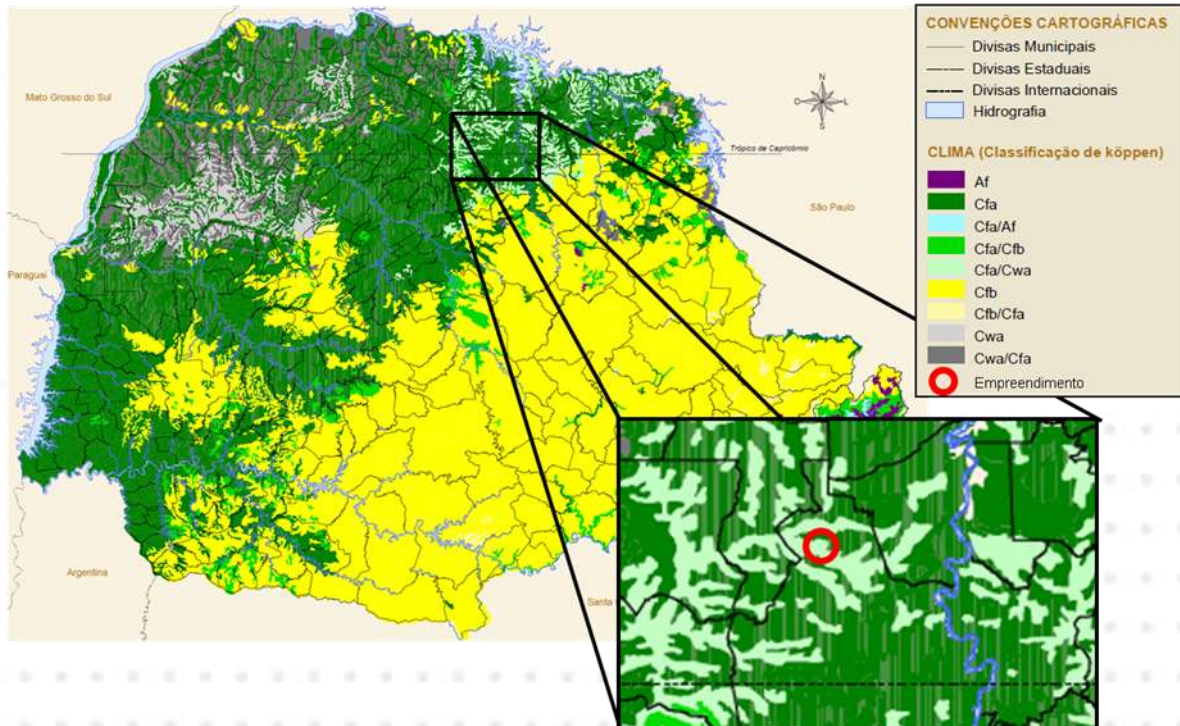 CONVENÇÕES CARTOGRÁFICAS
Divisas Municipais
Divisas Estaduais
Divisas Internacionais
Hidrografia
CLIMA (Classificação de köppen)
Af
Cfa
Cfa/Af
Cfa/Cfb
Cfa/Cwa
Cfb
Cfb/Cfa
Cwa
Cwa/Cfa
Empreendimento
Mato Grosso do Sul
N
O
L
S
Trópico de Capricórnio
São Paulo
Paraguai
Argentina
Santa